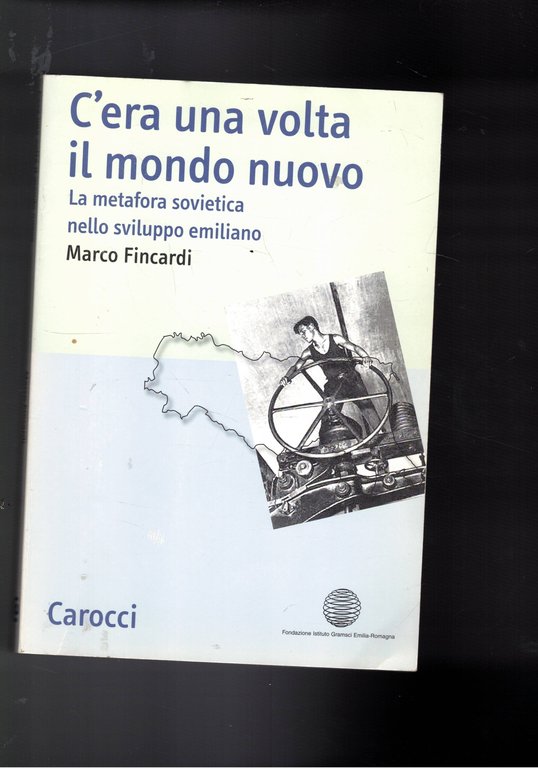 C'era una volta
il mondo nuovo
La metafora sovietica
nello sviluppo emiliano
Marco Fincardi
Carocci
Fondazione Istituto Gramsci Emilia-Romagna